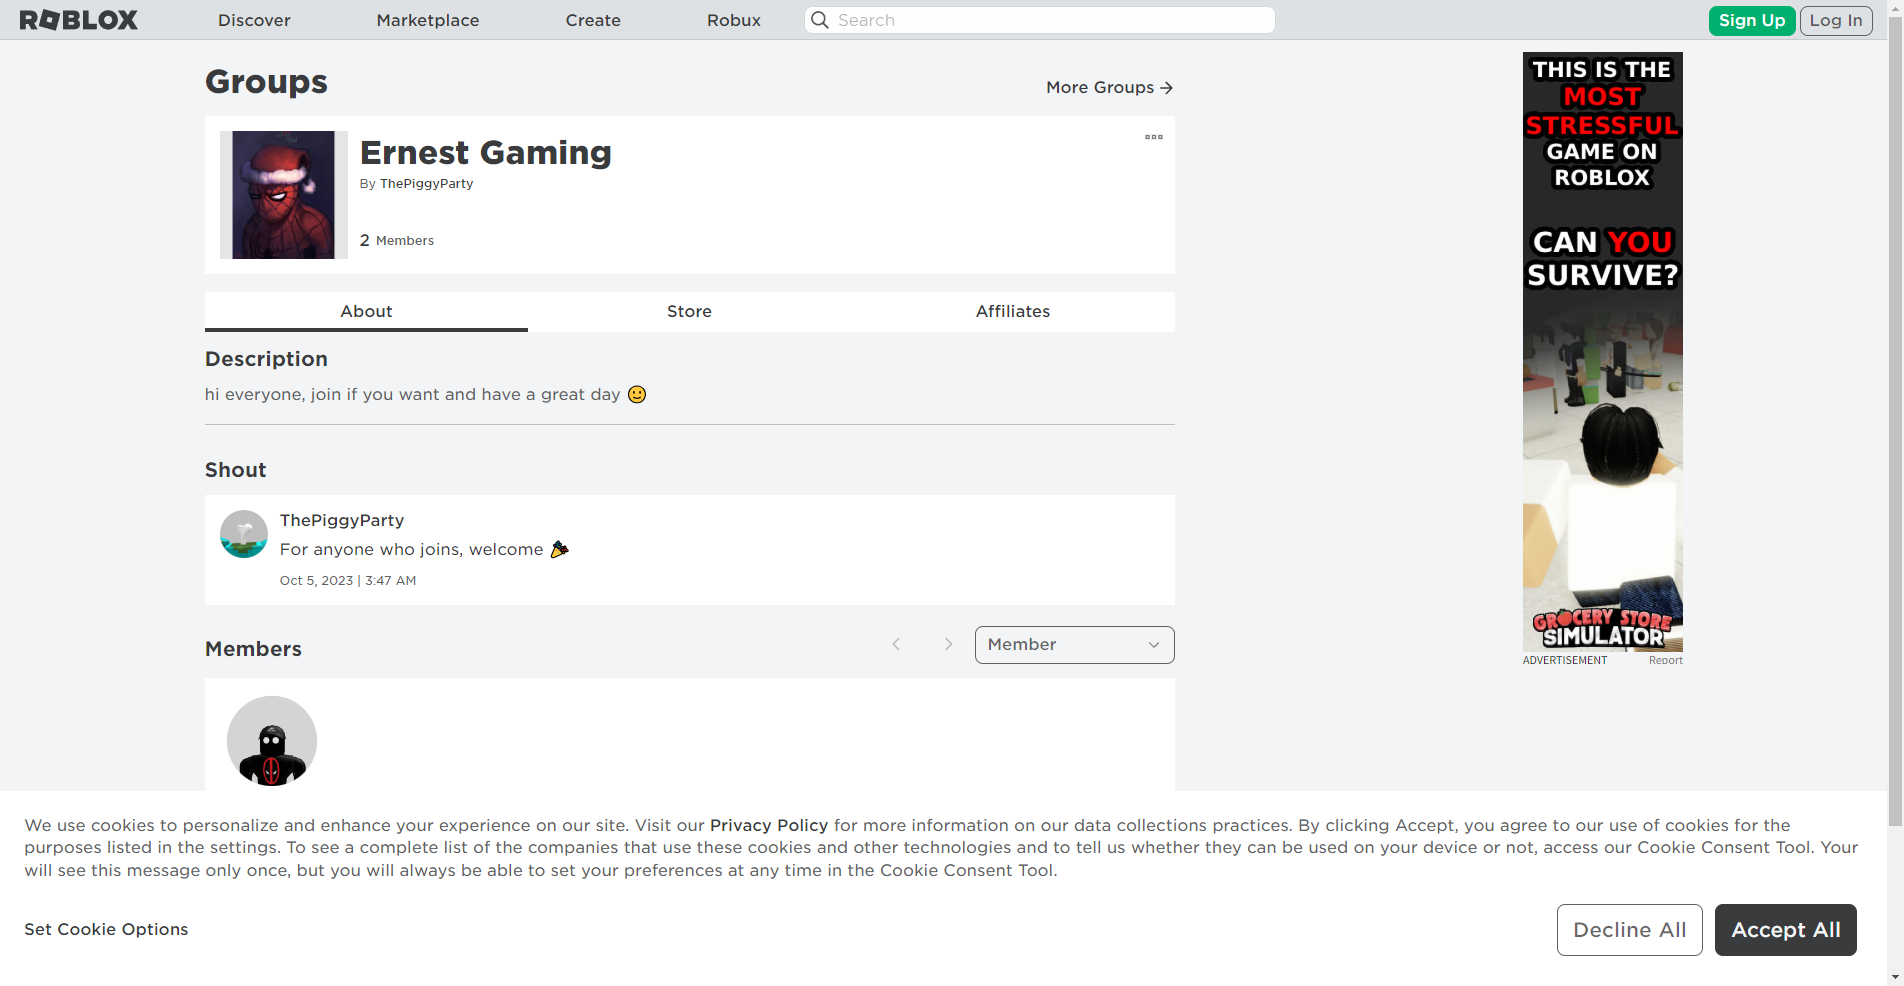 ROBLOX
Discover
Marketplace
Create
Robux
Search
Sign Up
Log In
Groups
More Groups
Ernest Gaming
By ThePiggyParty
2 Members
About
Store
Affiliates
Description
hi everyone, join if you want and have a great day 🙂
Shout
ThePiggyParty
For anyone who joins, welcome 🎉
Oct 5, 2023 | 3:47 AM
Members
Member
THIS IS THE
MOST
STRESSFUL
GAME ON
ROBLOX
CAN YOU
SURVIVE?
GROCERY STORE
SIMULATOR
ADVERTISEMENT
Report
We use cookies to personalize and enhance your experience on our site. Visit our Privacy Policy for more information on our data collections practices. By clicking Accept, you agree to our use of cookies for the
purposes listed in the settings. To see a complete list of the companies that use these cookies and other technologies and to tell us whether they can be used on your device or not, access our Cookie Consent Tool. Your
will see this message only once, but you will always be able to set your preferences at any time in the Cookie Consent Tool.
Set Cookie Options
Decline All
Accept All